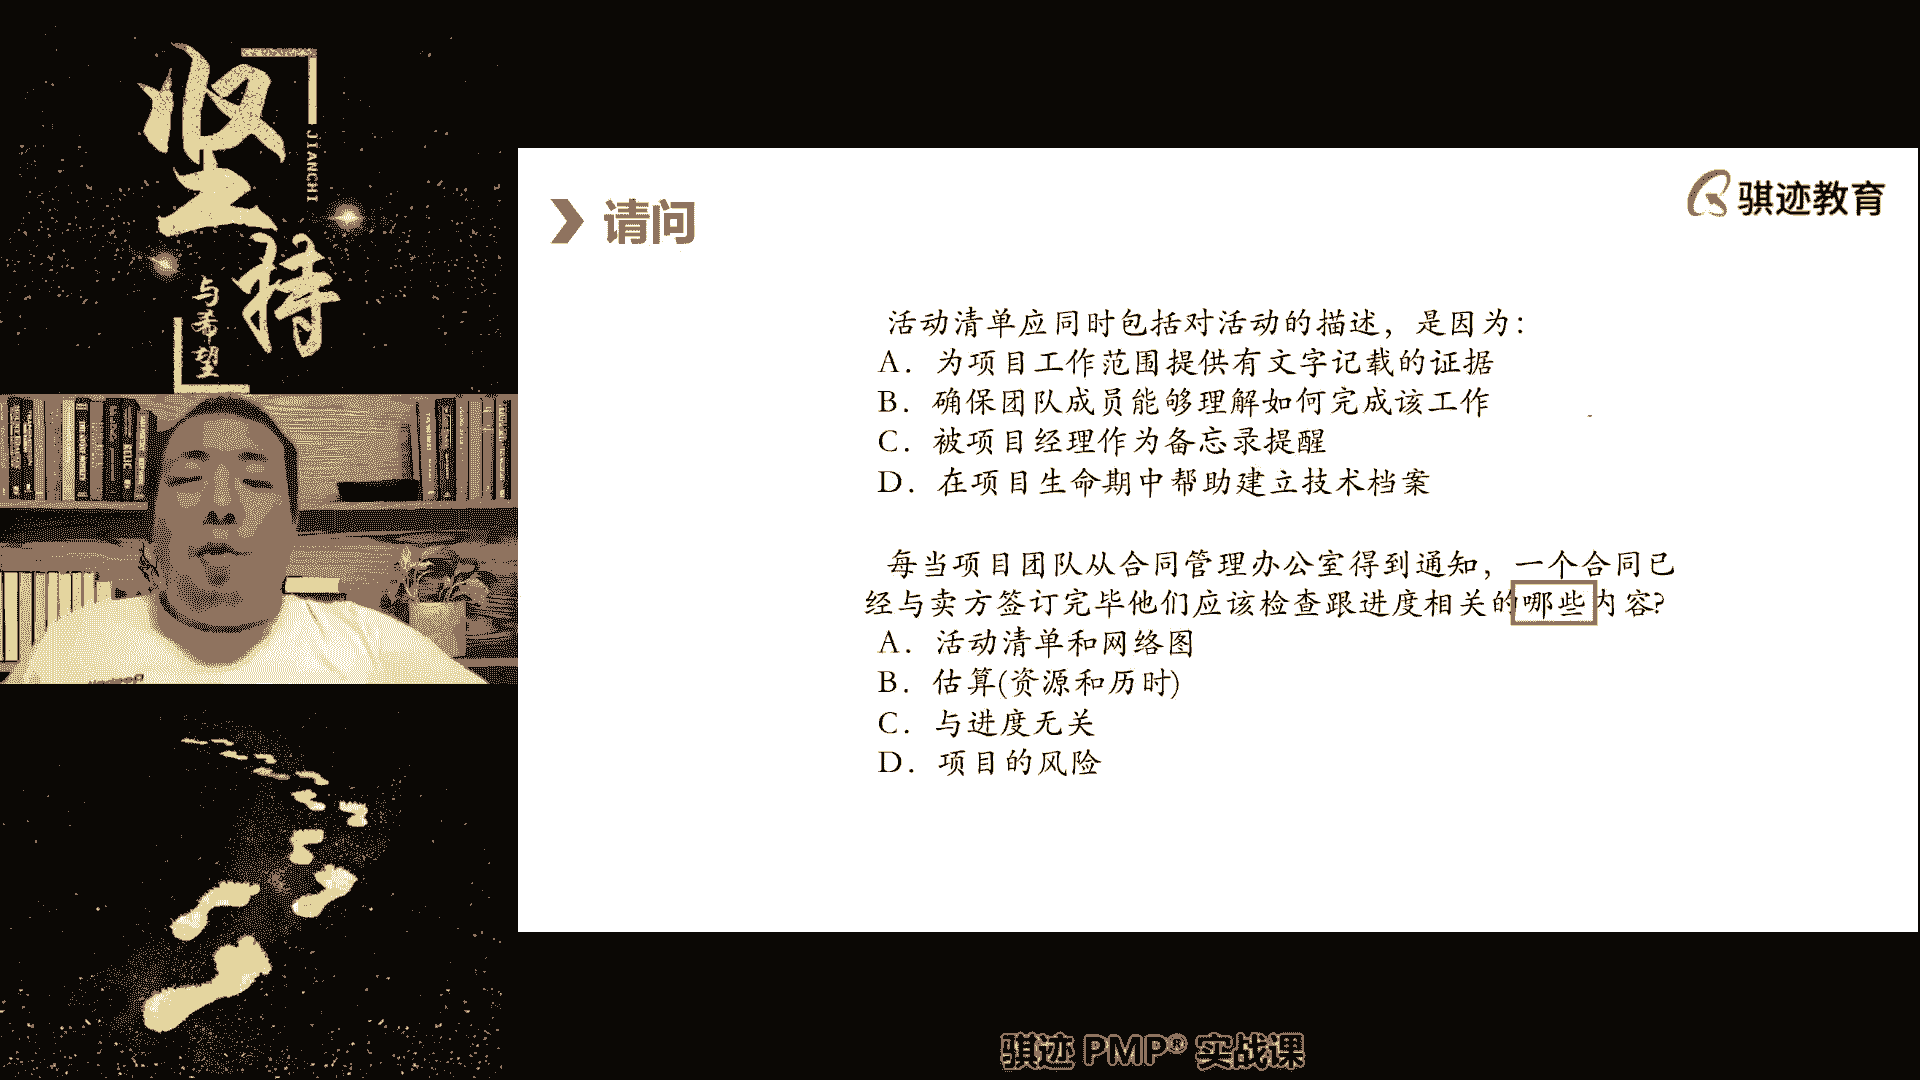 坚持
JIANCHI
与希望
骐迹教育
请问
活动清单应同时包括对活动的描述，是因为：
A. 为项目工作范围提供有文字记载的证据
B. 确保团队成员能够理解如何完成该工作
C. 被项目经理作为备忘录提醒
D. 在项目生命期中帮助建立技术档案
每当项目团队从合同管理办公室得到通知，一个合同已
经与卖方签订完毕他们应该检查跟进度相关的哪些内容?
A. 活动清单和网络图
B. 估算(资源和历时)
C. 与进度无关
D. 项目的风险
骐迹 PMP® 实战课